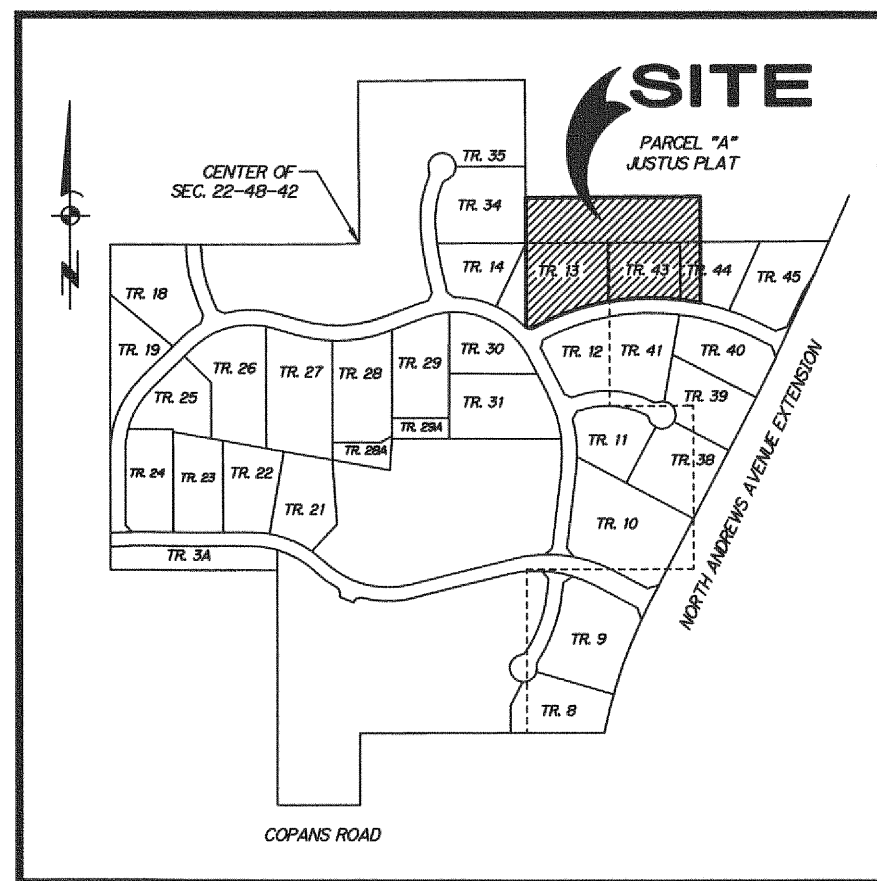 SITE
PARCEL "A"
JUSTUS PLAT
CENTER OF
SEC. 22-48-42
N
TR. 35
TR. 34
TR. 14
TR. 13
TR. 43
TR. 44
TR. 45
TR. 18
TR. 19
TR. 26
TR. 27
TR. 28
TR. 29
TR. 30
TR. 12
TR. 41
TR. 40
TR. 25
TR. 31
TR. 39
TR. 29A
TR. 28A
TR. 11
TR. 38
TR. 24
TR. 23
TR. 22
TR. 21
TR. 10
TR. 3A
NORTH ANDREWS AVENUE EXTENSION
TR. 9
TR. 8
COPANS ROAD